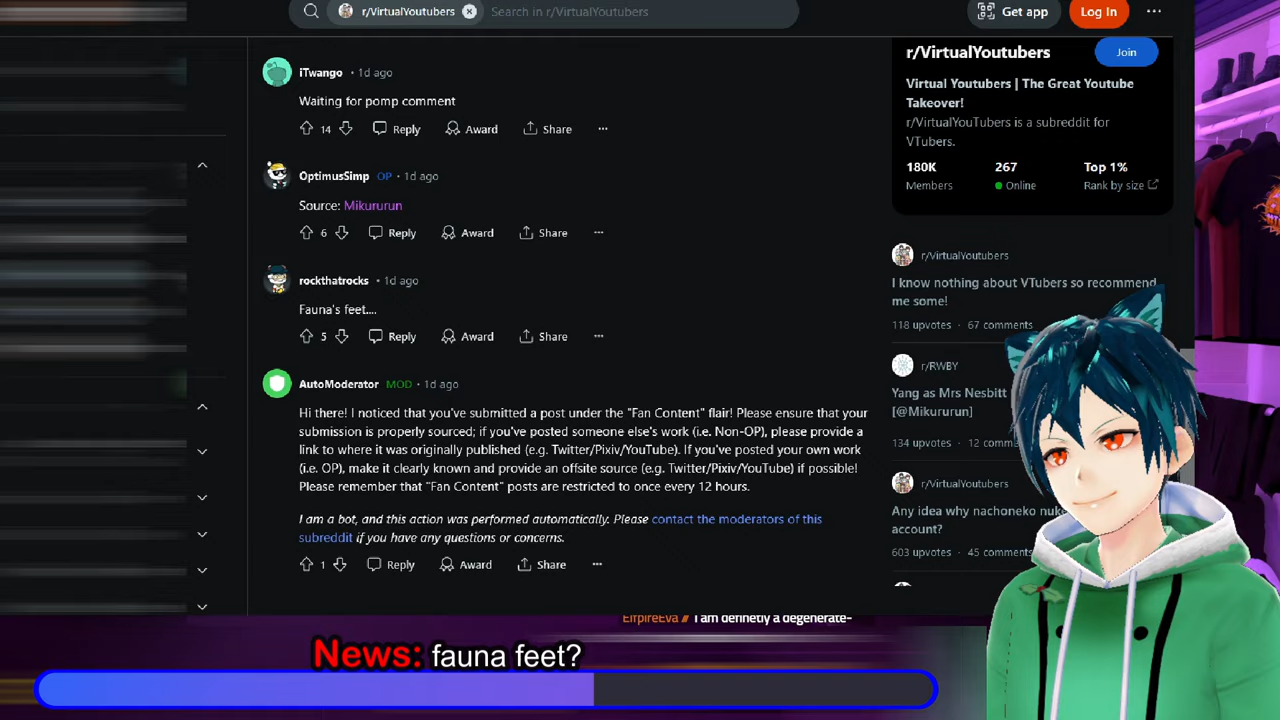 r/VirtualYoutubers
Search in r/VirtualYoutubers
Get app
Log In
iTwango • 1d ago
Waiting for pomp comment
14 Reply Award Share
OptimusSimp OP • 1d ago
Source: Mikururun
6 Reply Award Share
rockthatrocks • 1d ago
Fauna's feet....
5 Reply Award Share
AutoModerator MOD • 1d ago
Hi there! I noticed that you've submitted a post under the "Fan Content" flair! Please ensure that your
submission is properly sourced; if you've posted someone else's work (i.e. Non-OP), please provide a
link to where it was originally published (e.g. Twitter/Pixiv/YouTube). If you've posted your own work
(i.e. OP), make it clearly known and provide an offsite source (e.g. Twitter/Pixiv/YouTube) if possible!
Please remember that "Fan Content" posts are restricted to once every 12 hours.
I am a bot, and this action was performed automatically. Please contact the moderators of this
subreddit if you have any questions or concerns.
1 Reply Award Share
r/VirtualYoutubers
Join
Virtual Youtubers | The Great Youtube
Takeover!
r/VirtualYouTubers is a subreddit for
VTubers.
180K 267 Top 1%
Members Online Rank by size
r/VirtualYoutubers
I know nothing about VTubers so recommend
me some!
118 upvotes • 67 comments
r/RWBY
Yang as Mrs Nesbitt
[@Mikururun]
134 upvotes • 12
r/VirtualYoutubers
Any idea why nachoneko
account?
603 upvotes • 45 comments
ElfpireEva // I am definetly a degenerate-
News: fauna feet?